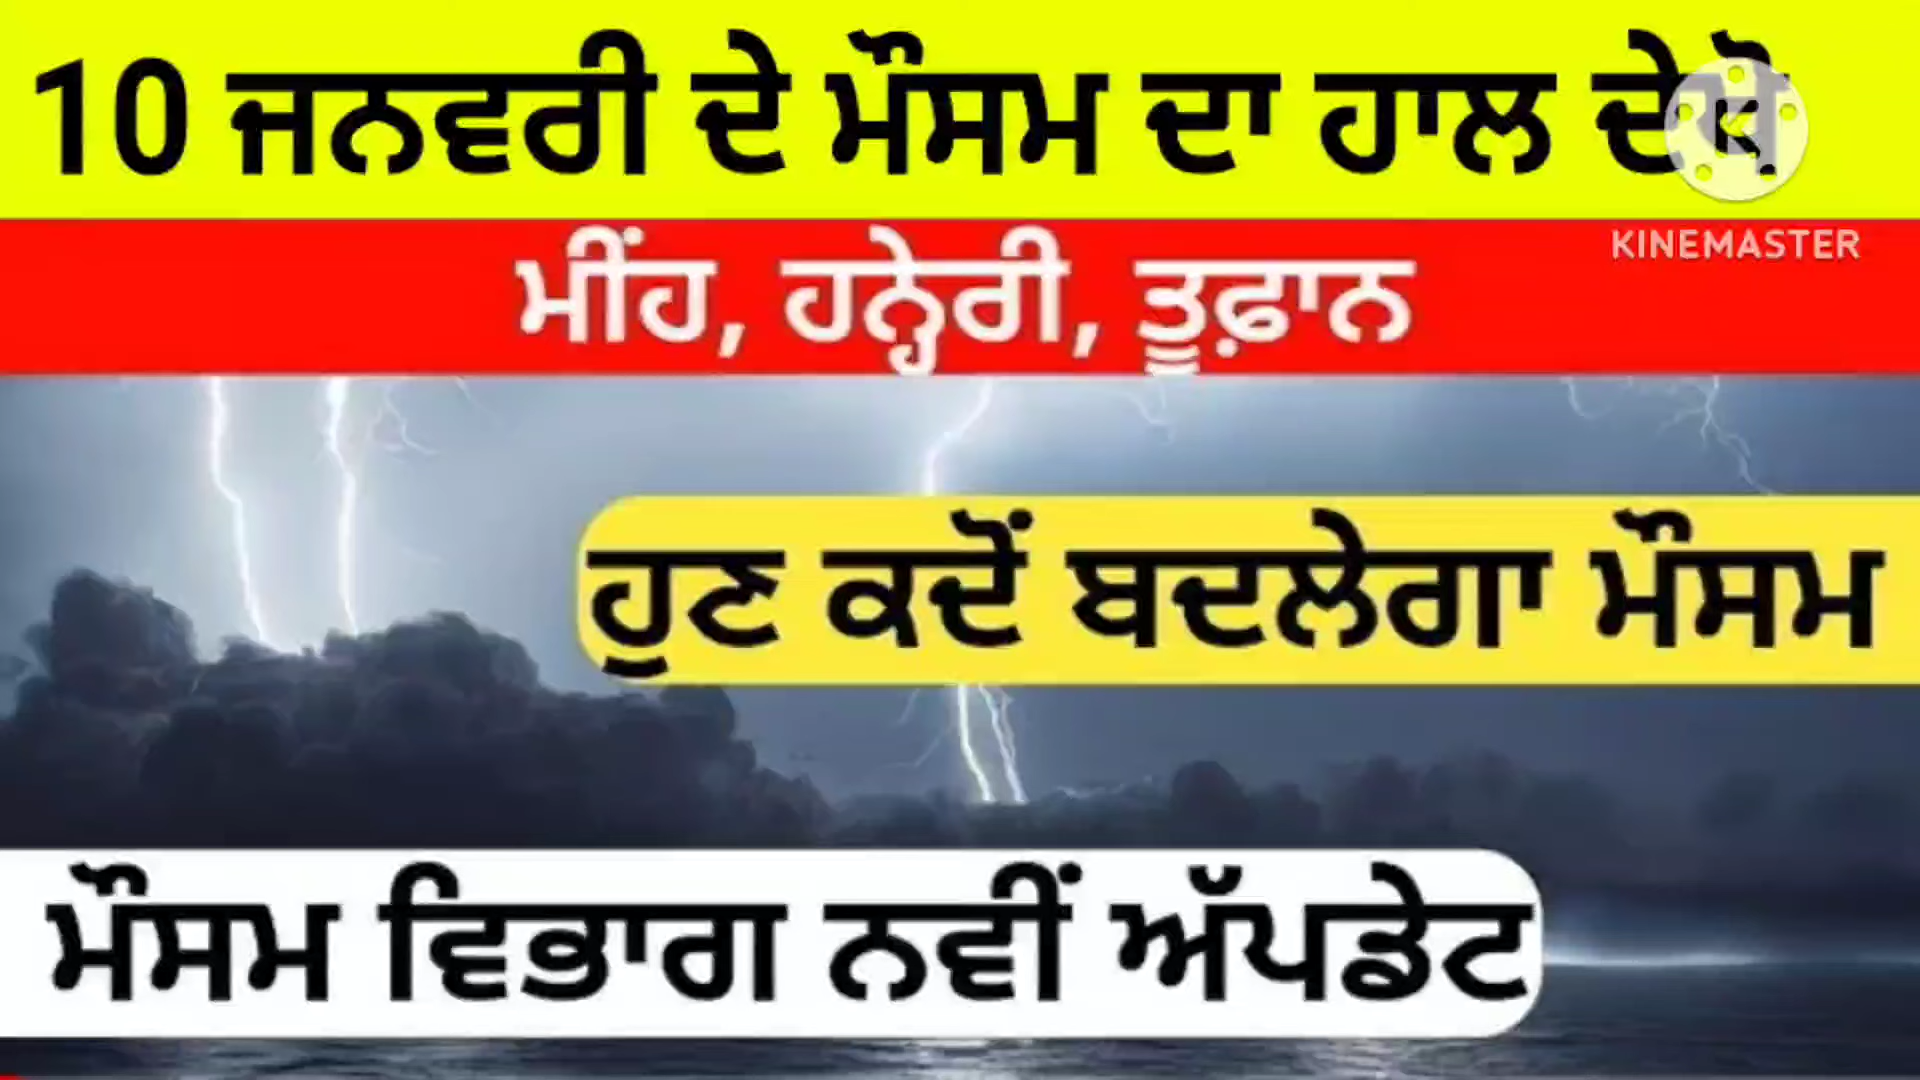 10 ਜਨਵਰੀ ਦੇ ਮੌਸਮ ਦਾ ਹਾਲ ਦੇਖੋ
KINEMASTER
ਮੀਂਹ, ਹਨ੍ਹੇਰੀ, ਤੂਫ਼ਾਨ
ਹੁਣ ਕਦੋਂ ਬਦਲੇਗਾ ਮੌਸਮ
ਮੌਸਮ ਵਿਭਾਗ ਨਵੀਂ ਅੱਪਡੇਟ